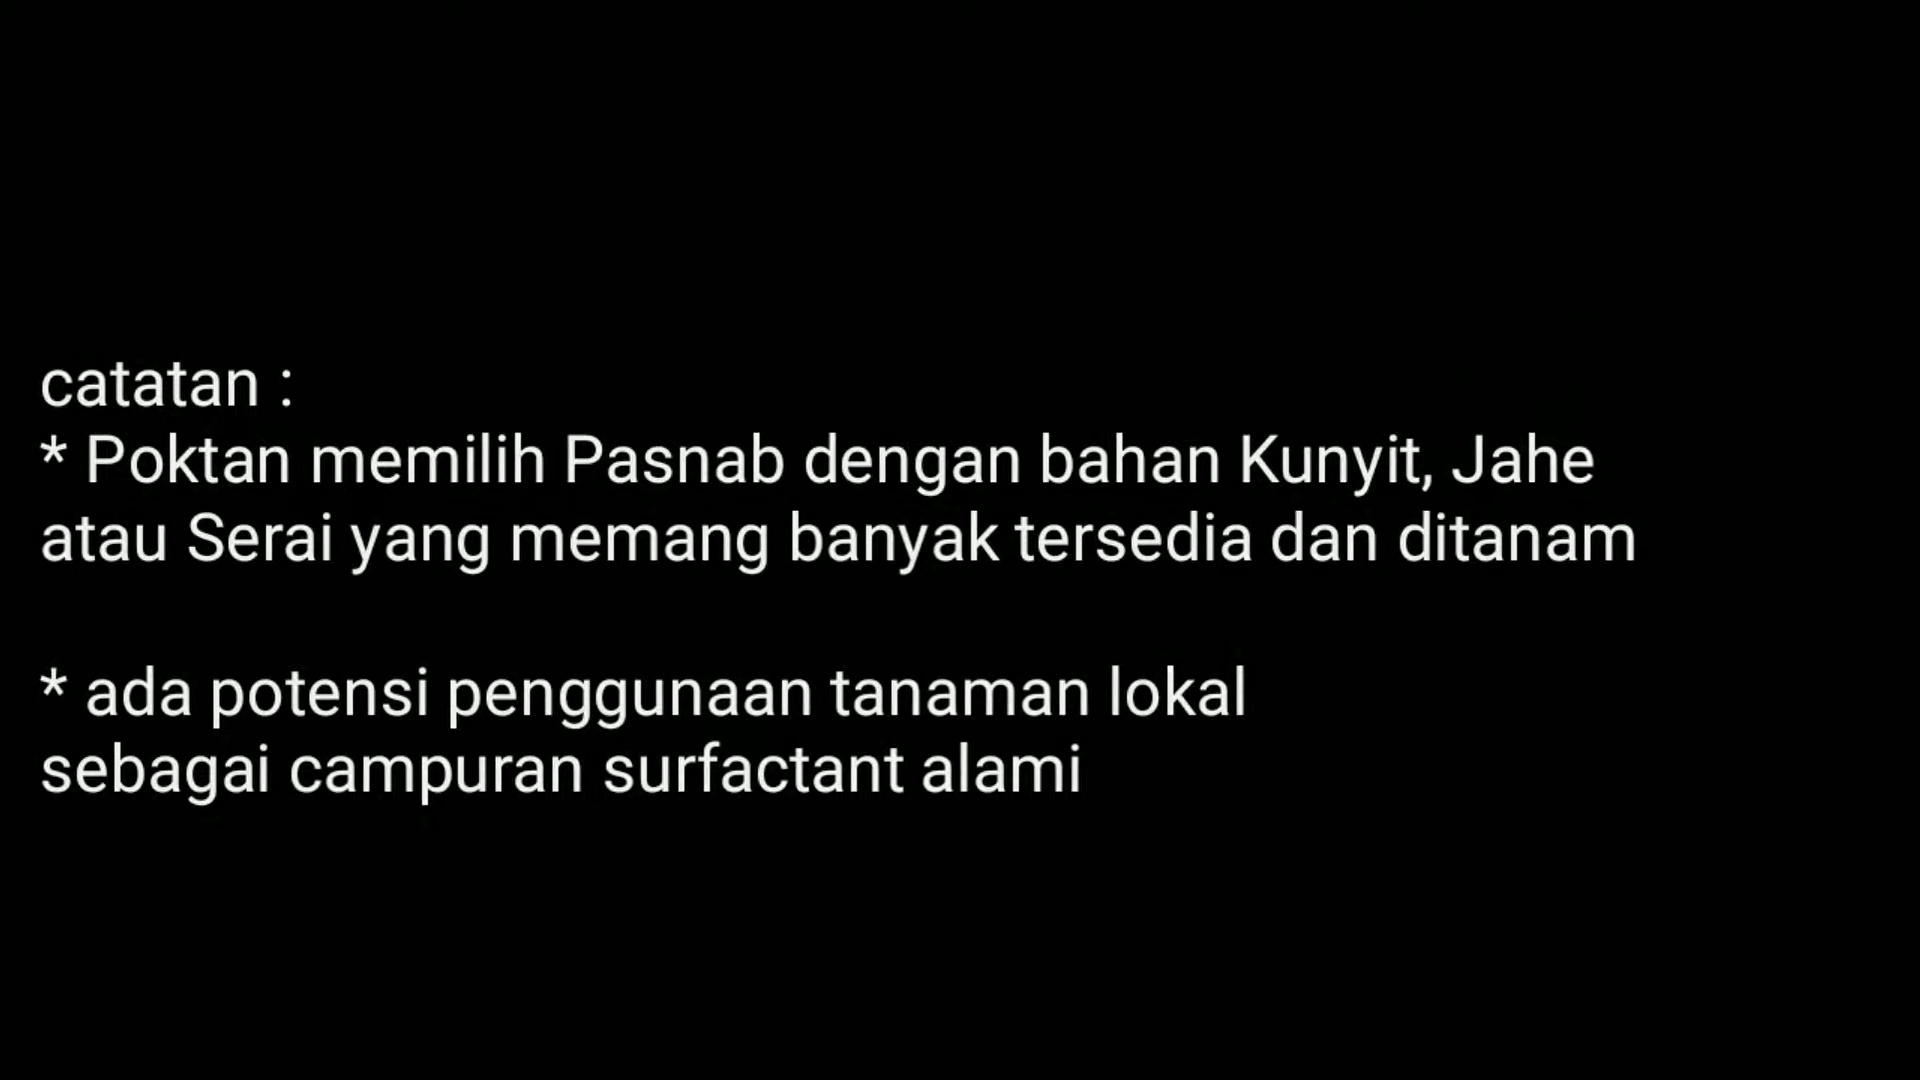 catatan :
* Poktan memilih Pasnab dengan bahan Kunyit, Jahe
atau Serai yang memang banyak tersedia dan ditanam
* ada potensi penggunaan tanaman lokal
sebagai campuran surfactant alami